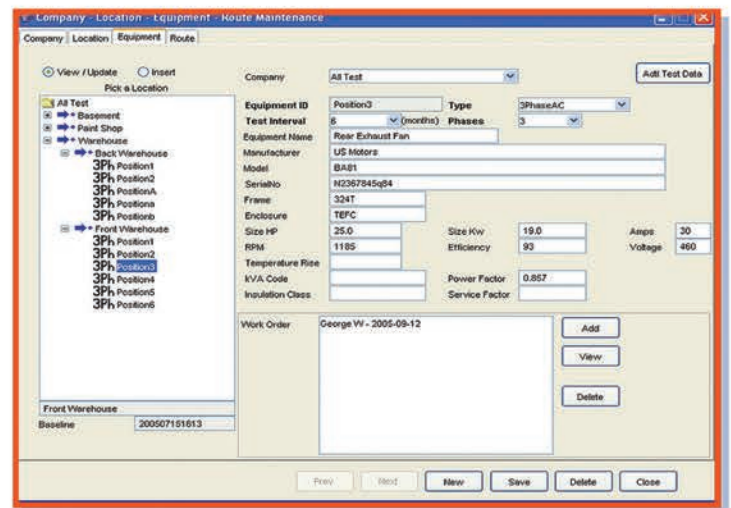 Company - Location - Equipment - Route Maintenance
Company Location Equipment Route
View / Update Insert
Pick a Location
All Test
Basement
Paint Shop
Warehouse
Back Warehouse
3Ph Position1
3Ph Position2
3Ph PositionA
3Ph Positiona
3Ph Positionb
Front Warehouse
3Ph Position1
3Ph Position2
3Ph Position3
3Ph Position4
3Ph Position5
3Ph Position6
Front Warehouse
Baseline 200507151613
Company All Test Adtl Test Data
Equipment ID Position3 Type 3PhaseAC
Test Interval 6 (months) Phases 3
Equipment Name Rear Exhaust Fan
Manufacturer US Motors
Model BA81
SerialNo N2367845q84
Frame 324T
Enclosure TEFC
Size HP 25.0 Size Kw 19.0 Amps 30
RPM 1185 Efficiency 93 Voltage 460
Temperature Rise
kVA Code Power Factor 0.857
Insulation Class Service Factor
Work Order George W - 2005-09-12
Add
View
Delete
Prev Next New Save Delete Close